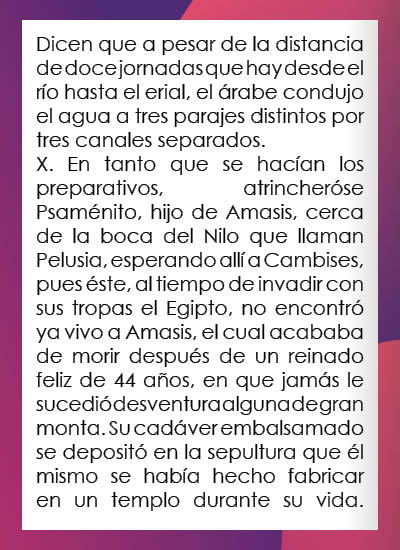 Dicen que a pesar de la distancia
de doce jornadas que hay desde el
río hasta el erial, el árabe condujo
el agua a tres parajes distintos por
tres canales separados.
X. En tanto que se hacían los
preparativos, atrincheróse
Psaménito, hijo de Amasis, cerca
de la boca del Nilo que llaman
Pelusia, esperando allí a Cambises,
pues éste, al tiempo de invadir con
sus tropas el Egipto, no encontró
ya vivo a Amasis, el cual acababa
de morir después de un reinado
feliz de 44 años, en que jamás le
sucedió desventura alguna de gran
monta. Su cadáver embalsamado
se depositó en la sepultura que él
mismo se había hecho fabricar
en un templo durante su vida.